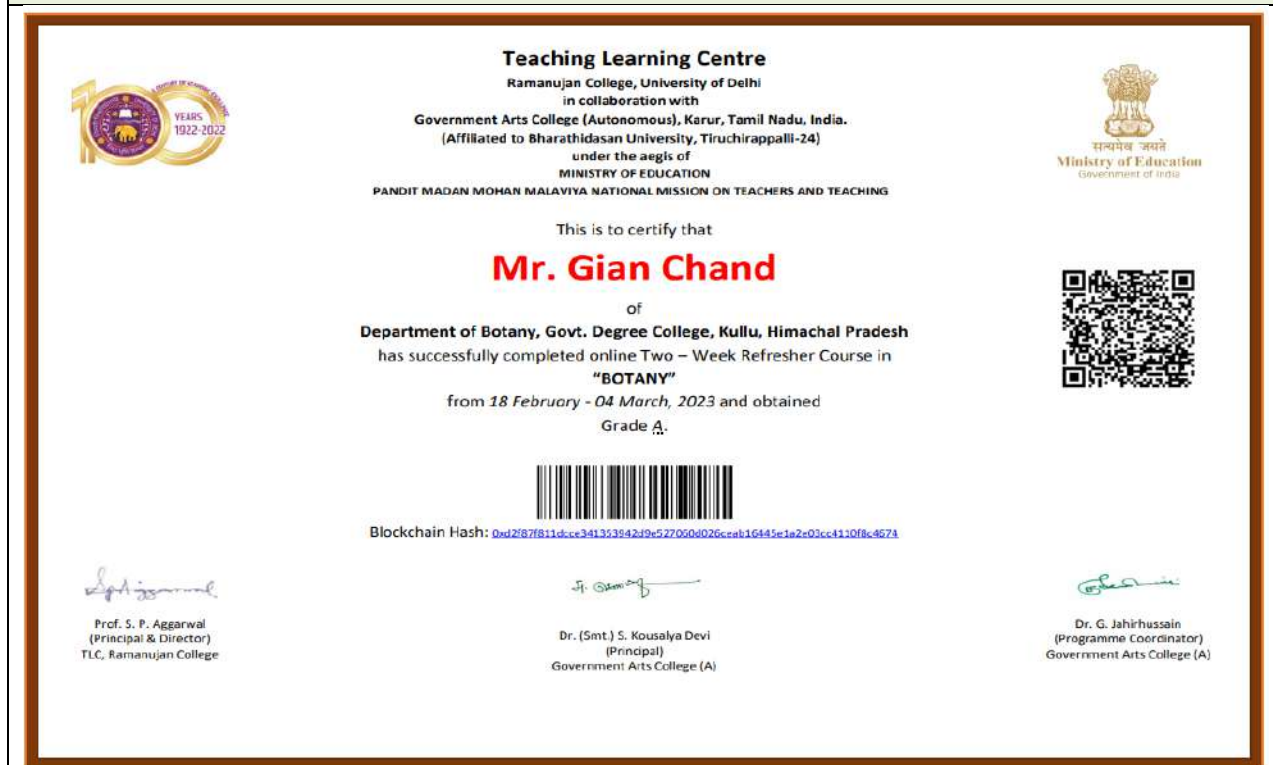 Teaching Learning Centre
Ramanujan College, University of Delhi
in collaboration with
Government Arts College (Autonomous), Karur, Tamil Nadu, India.
(Affiliated to Bharathidasan University, Tiruchirappalli-24)
under the aegis of
MINISTRY OF EDUCATION
PANDIT MADAN MOHAN MALAVIYA NATIONAL MISSION ON TEACHERS AND TEACHING
YEARS
1922-2022
सत्यमेव जयते
Ministry of Education
Government of India
This is to certify that
Mr. Gian Chand
of
Department of Botany, Govt. Degree College, Kullu, Himachal Pradesh
has successfully completed online Two – Week Refresher Course in
“BOTANY”
from 18 February - 04 March, 2023 and obtained
Grade A.
Blockchain Hash:
Prof. S. P. Aggarwal
(Principal & Director)
TLC, Ramanujan College
Dr. (Smt.) S. Kousalya Devi
(Principal)
Government Arts College (A)
Dr. G. Jahirhussain
(Programme Coordinator)
Government Arts College (A)